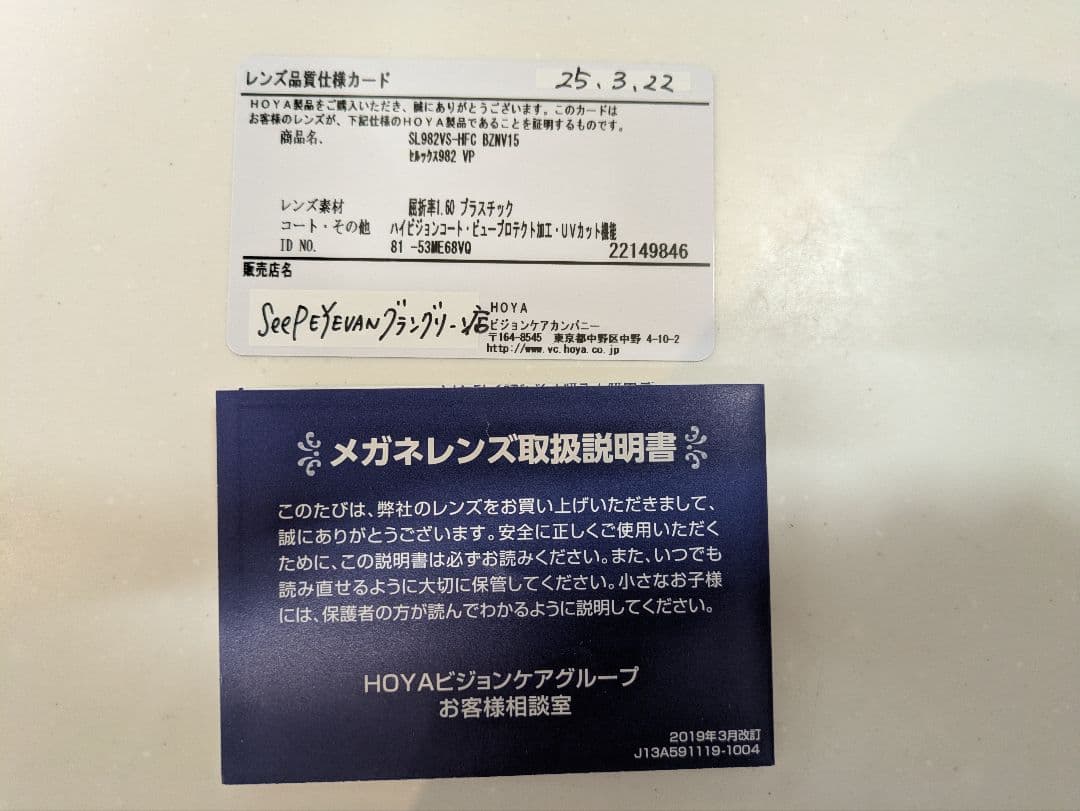 レンズ品質仕様カード 25.3.22
HOYA製品をご購入いただき、誠にありがとうございます。このカードは
お客様のレンズが、下記仕様のHOYA製品であることを証明するものです。
商品名、 SL982VS-HFC BZNV15
ｾﾙｯｸｽ982 VP
レンズ素材 屈折率1.60 プラスチック
コート・その他 ハイビジョンコート・ビュープロテクト加工・UVカット機能
ID NO. 81 -53ME68VQ 22149846
販売店名
SeeP EYEVANグラングリーン店
HOYA
ビジョンケアカンパニー
〒164-8545 東京都中野区中野 4-10-2
http://www.vc.hoya.co.jp
メガネレンズ取扱説明書
このたびは、弊社のレンズをお買い上げいただきまして、
誠にありがとうございます。安全に正しくご使用いただく
ために、この説明書は必ずお読みください。また、いつでも
読み直せるように大切に保管してください。小さなお子様
には、保護者の方が読んでわかるように説明してください。
HOYAビジョンケアグループ
お客様相談室
2019年3月改訂
J13A591119-1004